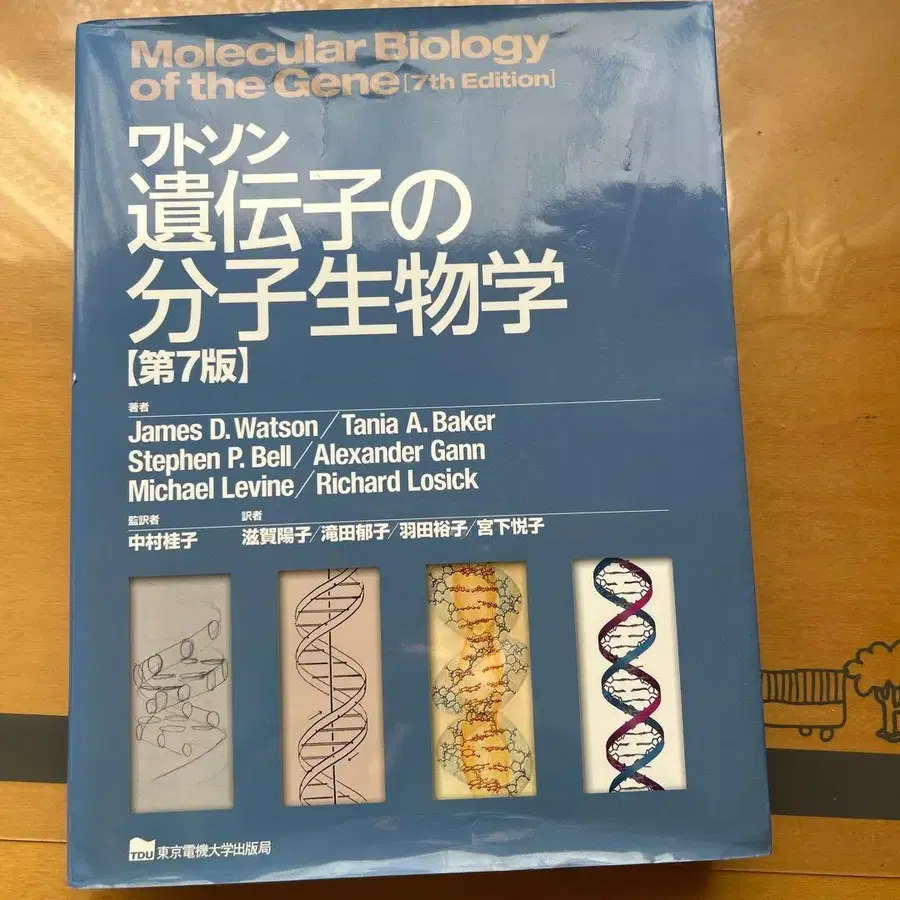 Molecular Biology
of the Gene [7th Edition]
ワトソン
遺伝子の
分子生物学
【第7版】
著者
James D. Watson/Tania A. Baker
Stephen P. Bell/Alexander Gann
Michael Levine/Richard Losick
監訳者 訳者
中村桂子 滋賀陽子/滝田郁子/羽田裕子/宮下悦子
TDU 東京電機大学出版局